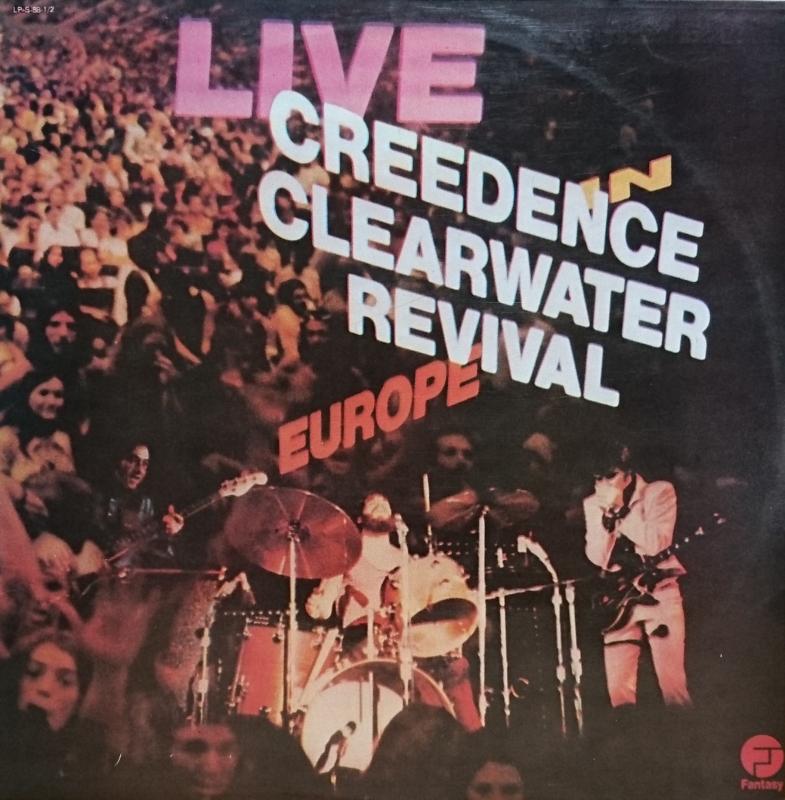 LP-S-88-1/2
LIVE
IN
CREEDENCE
CLEARWATER
REVIVAL
EUROPE
Fantasy